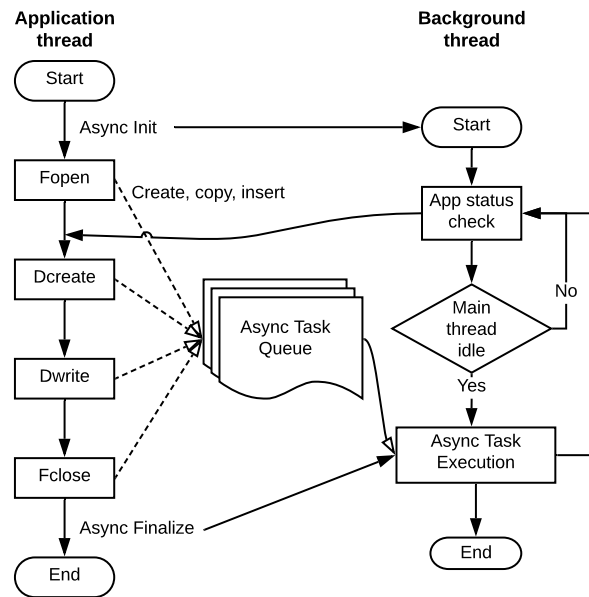 Application
thread
Background
thread
Start
Async Init
Start
Fopen
Create, copy, insert
App status
check
Dcreate
Async Task
Queue
Main
thread
idle
No
Dwrite
Yes
Async Task
Execution
Fclose
Async Finalize
End
End